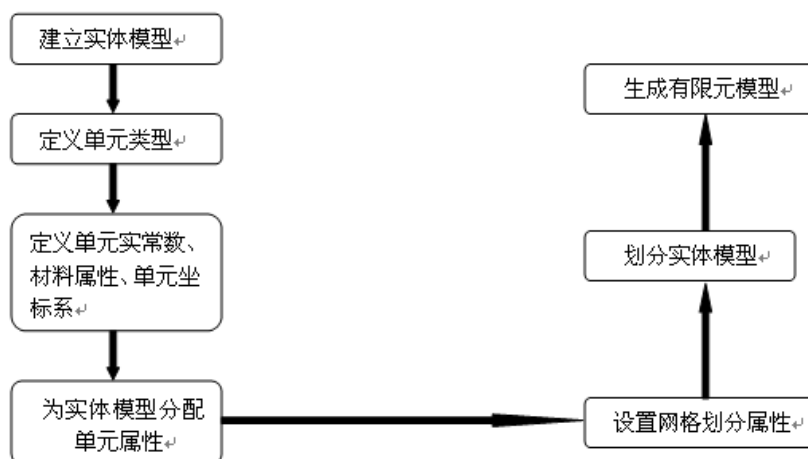 建立实体模型
定义单元类型
定义单元实常数、
材料属性、单元坐
标系
为实体模型分配
单元属性
设置网格划分属性
划分实体模型
生成有限元模型